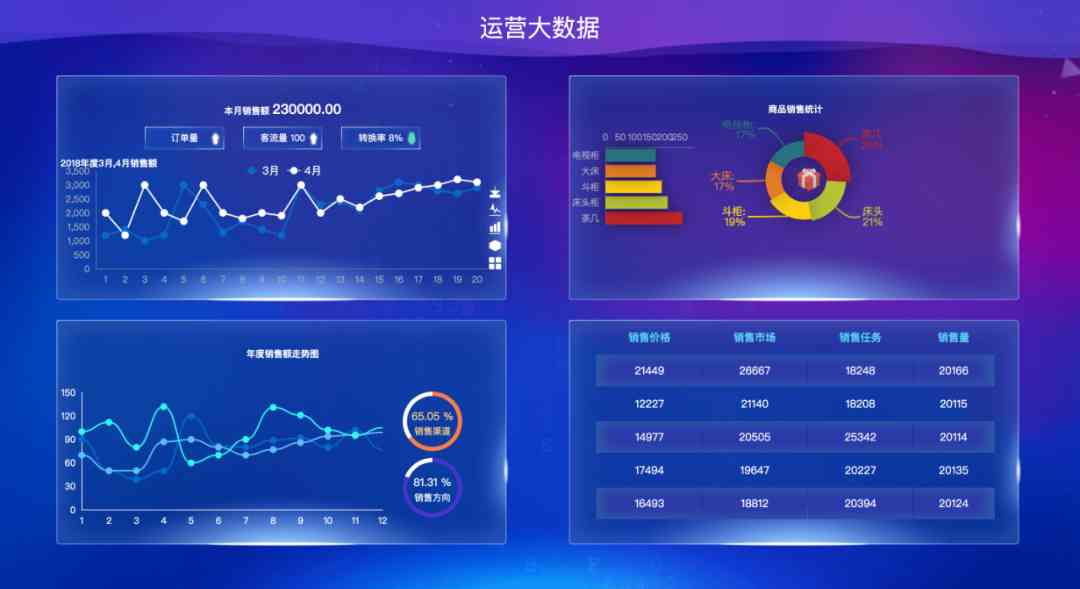 运营大数据
本月销售额 230000.00
订单量
客流量 100
转换率 8%
2018年度3月,4月销售额
3月 4月
3,500
3,000
2,500
2,000
1,500
1,000
500
0
1 2 3 4 5 6 7 8 9 10 11 12 13 14 15 16 17 18 19 20
商品销售统计
0 50 100 150 200 250
电视柜
大床
斗柜
床头柜
茶几
电视柜:
17%
大床:
17%
斗柜:
19%
茶几
床头
21%
年度销售额走势图
150
120
90
60
30
0
1 2 3 4 5 6 7 8 9 10 11 12
65.05 %
销售渠道
81.31 %
销售方向
销售价格 销售市场 销售任务 销售量
21449 26667 18248 20166
12227 21140 18208 20115
14977 20505 25342 20114
17494 19647 20227 20135
16493 18812 20394 20124